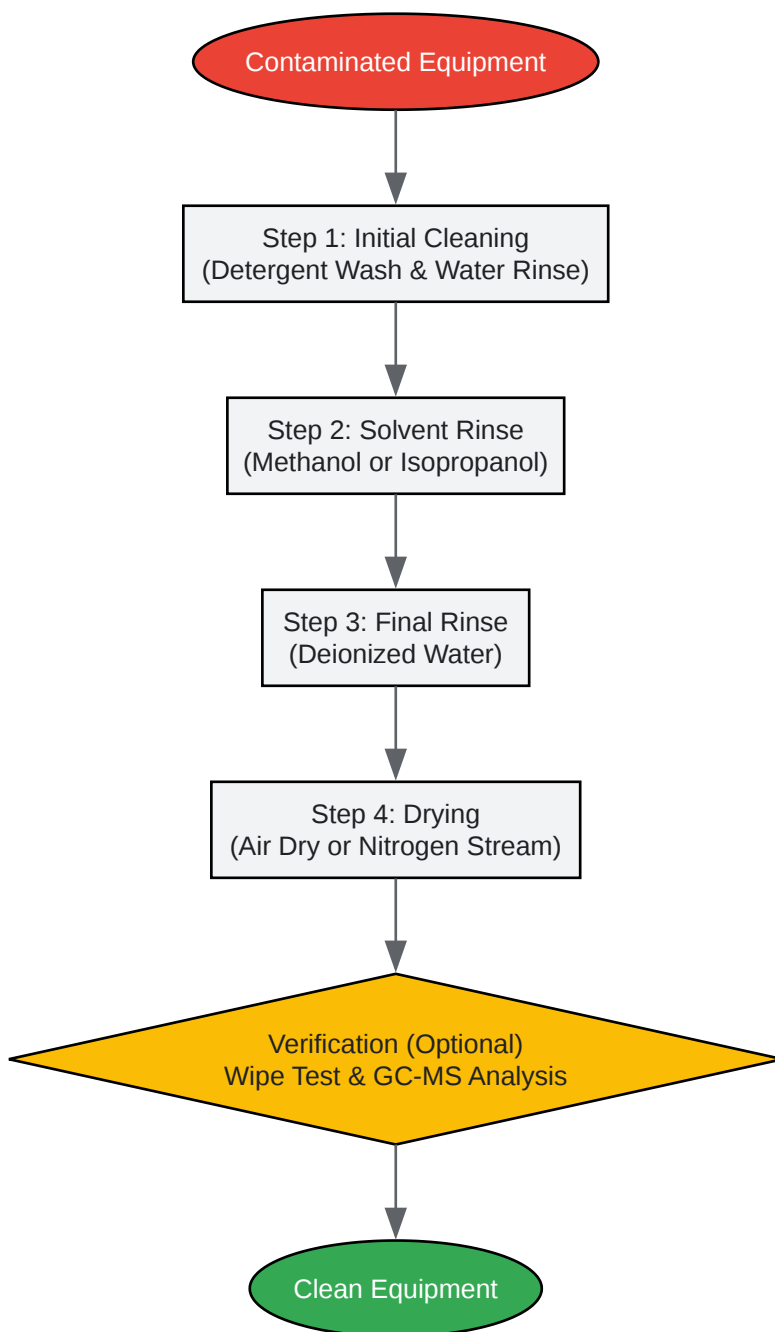 Contaminated Equipment
Step 1: Initial Cleaning
(Detergent Wash & Water Rinse)
Step 2: Solvent Rinse
(Methanol or Isopropanol)
Step 3: Final Rinse
(Deionized Water)
Step 4: Drying
(Air Dry or Nitrogen Stream)
Verification (Optional)
Wipe Test & GC-MS Analysis
Clean Equipment